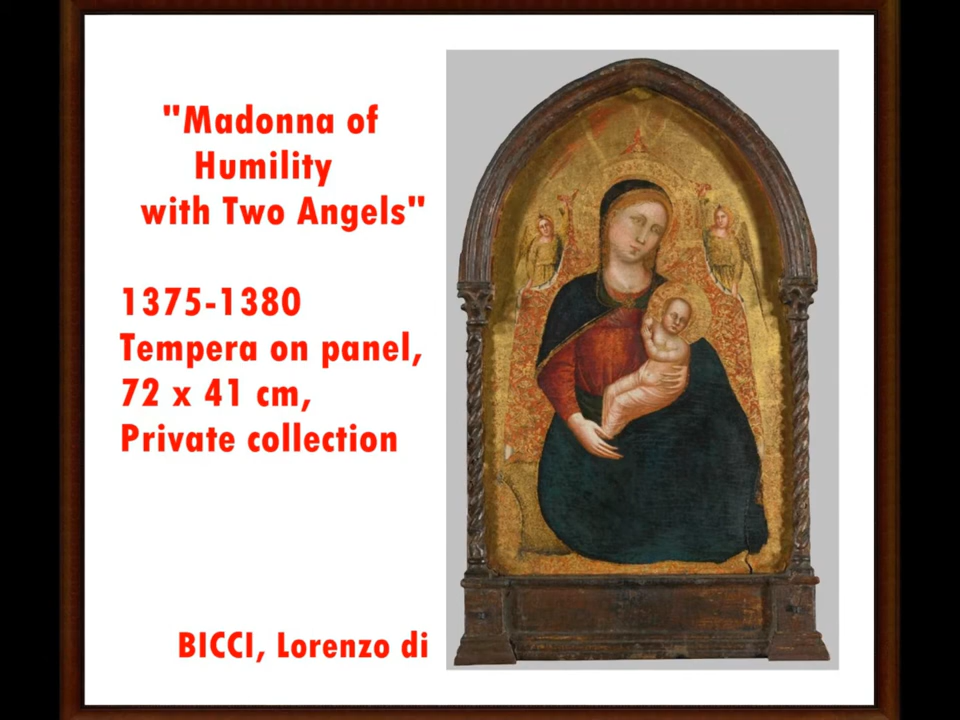 "Madonna of
Humility
with Two Angels"
1375-1380
Tempera on panel,
72 x 41 cm,
Private collection
BICCI, Lorenzo di